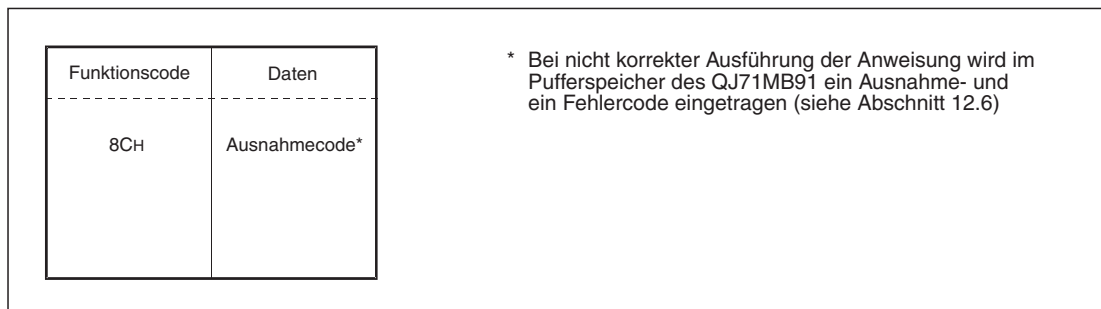 Funktionscode Daten
8CH Ausnahmecode*
* Bei nicht korrekter Ausführung der Anweisung wird im
Pufferspeicher des QJ71MB91 ein Ausnahme- und
ein Fehlercode eingetragen (siehe Abschnitt 12.6)